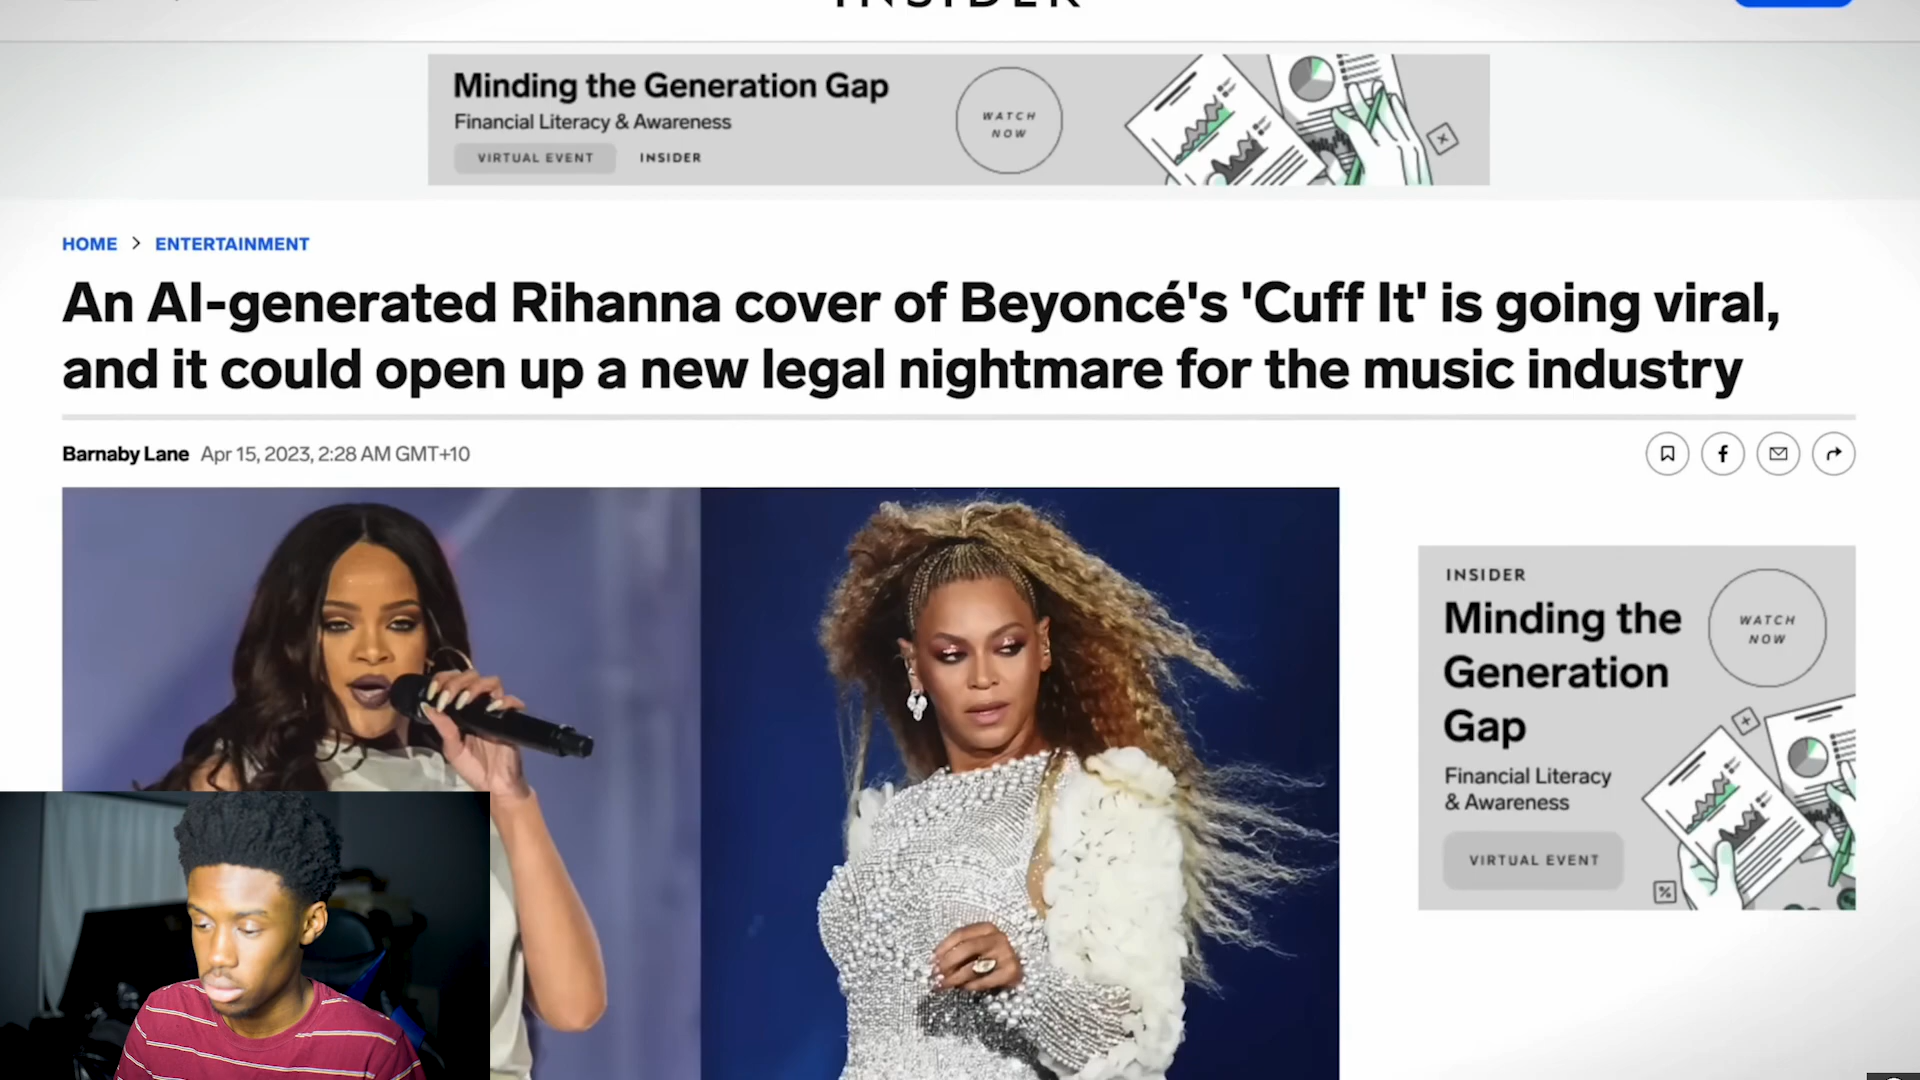 INSIDER
Minding the Generation Gap
Financial Literacy & Awareness
VIRTUAL EVENT INSIDER
WATCH
NOW
HOME > ENTERTAINMENT
An AI-generated Rihanna cover of Beyoncé's 'Cuff It' is going viral,
and it could open up a new legal nightmare for the music industry
Barnaby Lane Apr 15, 2023, 2:28 AM GMT+10
INSIDER
Minding the
Generation
Gap
WATCH
NOW
Financial Literacy
& Awareness
VIRTUAL EVENT